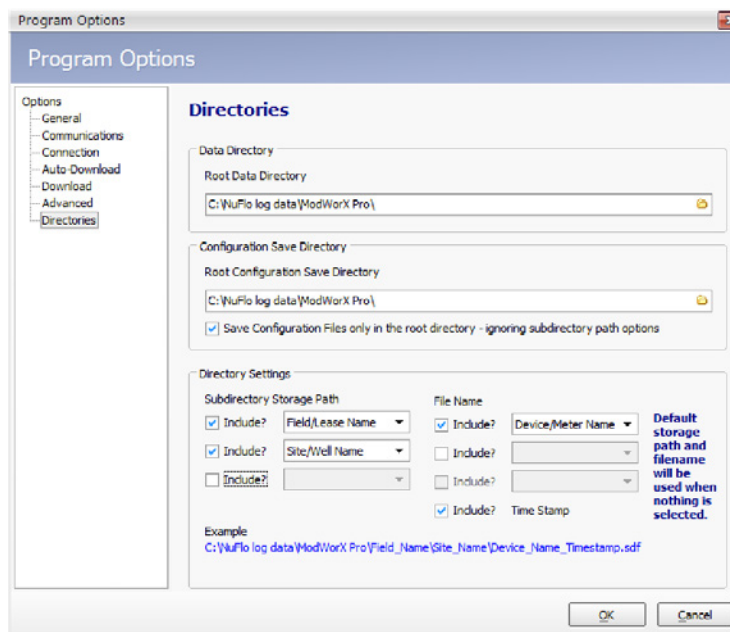 Program Options
Program Options
Options
General
Communications
Connection
Auto-Download
Download
Advanced
Directories
Directories
Data Directory
Root Data Directory
C:\NuFlo log data\ModWorX Pro\
Configuration Save Directory
Root Configuration Save Directory
C:\NuFlo log data\ModWorX Pro\
Save Configuration Files only in the root directory - ignoring subdirectory path options
Directory Settings
Subdirectory Storage Path
Include? Field/Lease Name
Include? Site/Well Name
Include?
File Name
Include? Device/Meter Name
Include?
Include?
Include? Time Stamp
Default
storage
path and
filename
will be
used when
nothing is
selected.
Example
C:\NuFlo log data\ModWorX Pro\Field_Name\Site_Name\Device_Name_Timestamp.sdf
OK
Cancel